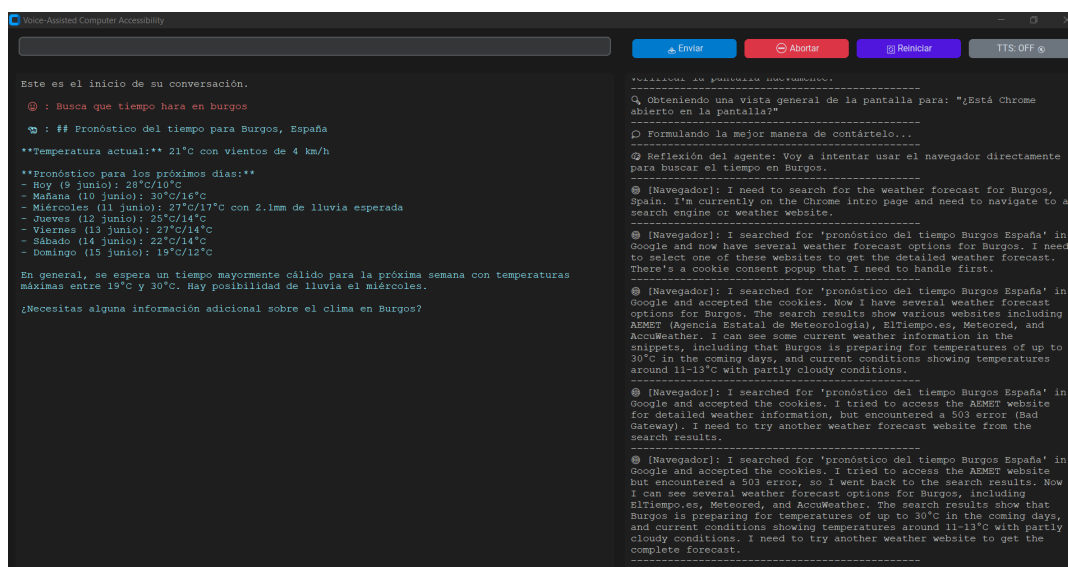 Voice-Assisted Computer Accessibility
Enviar
Abortar
Reiniciar
TTS: OFF
Este es el inicio de su conversación.
: Busca que tiempo hara en burgos
: ## Pronóstico del tiempo para Burgos, España
**Temperatura actual:** 21°C con vientos de 4 km/h
**Pronóstico para los próximos días:**
- Hoy (9 junio): 28°C/10°C
- Mañana (10 junio): 30°C/16°C
- Miércoles (11 junio): 27°C/17°C con 2.1mm de lluvia esperada
- Jueves (12 junio): 25°C/14°C
- Viernes (13 junio): 27°C/14°C
- Sábado (14 junio): 22°C/14°C
- Domingo (15 junio): 19°C/12°C
En general, se espera un tiempo mayormente cálido para la próxima semana con temperaturas
máximas entre 19°C y 30°C. Hay posibilidad de lluvia el miércoles.
¿Necesitas alguna información adicional sobre el clima en Burgos?
verificar la pantalla nuevamente.
--------------------------------------------------
Obteniendo una vista general de la pantalla para: "¿Está Chrome
abierto en la pantalla?"
--------------------------------------------------
Formulando la mejor manera de contártelo...
--------------------------------------------------
Reflexión del agente: Voy a intentar usar el navegador directamente
para buscar el tiempo en Burgos.
--------------------------------------------------
[Navegador]: I need to search for the weather forecast for Burgos,
Spain. I'm currently on the Chrome intro page and need to navigate to a
search engine or weather website.
--------------------------------------------------
[Navegador]: I searched for 'pronóstico del tiempo Burgos España' in
Google and now have several weather forecast options for Burgos. I need
to select one of these websites to get the detailed weather forecast.
There's a cookie consent popup that I need to handle first.
--------------------------------------------------
[Navegador]: I searched for 'pronóstico del tiempo Burgos España' in
Google and accepted the cookies. Now I have several weather forecast
options for Burgos. The search results show various websites including
AEMET (Agencia Estatal de Meteorología), ElTiempo.es, Meteored, and
AccuWeather. I can see some current weather information in the
snippets, including that Burgos is preparing for temperatures of up to
30°C in the coming days, and current conditions showing temperatures
around 11-13°C with partly cloudy conditions.
--------------------------------------------------
[Navegador]: I searched for 'pronóstico del tiempo Burgos España' in
Google and accepted the cookies. I tried to access the AEMET website
for detailed weather information, but encountered a 503 error (Bad
Gateway). I need to try another weather forecast website from the
search results.
--------------------------------------------------
[Navegador]: I searched for 'pronóstico del tiempo Burgos España' in
Google and accepted the cookies. I tried to access the AEMET website
but encountered a 503 error, so I went back to the search results. Now
I can see several weather forecast options for Burgos, including
ElTiempo.es, Meteored, and AccuWeather. The search results show that
Burgos is preparing for temperatures of up to 30°C in the coming days,
and current conditions showing temperatures around 11-13°C with partly
cloudy conditions. I need to try another weather website to get the
complete forecast.
--------------------------------------------------